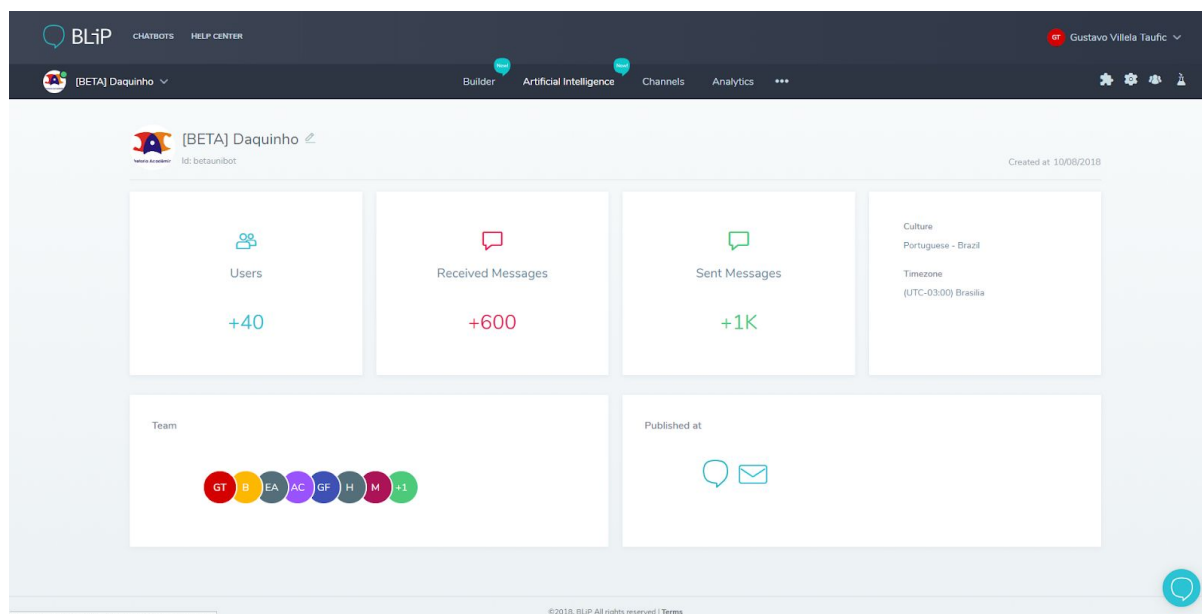 BLiP CHATBOTS HELP CENTER GT Gustavo Villela Taufic
[BETA] Daquinho Builder New! Artificial Intelligence New! Channels Analytics
[BETA] Daquinho
Id: betaunibot
Created at 10/08/2018
Users
+40
Received Messages
+600
Sent Messages
+1K
Culture
Portuguese - Brazil
Timezone
(UTC-03:00) Brasilia
Team
GT B EA AC GF H M +1
Published at
©2018. BLiP All rights reserved | Terms